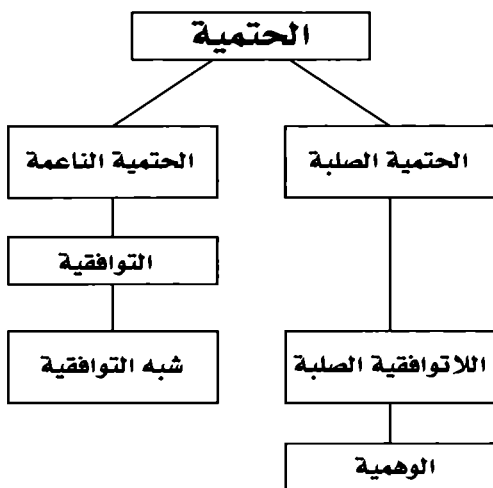 الحتمية
الحتمية الصلبة
الحتمية الناعمة
التوافقية
اللاتوافقية الصلبة
شبه التوافقية
الوهمية